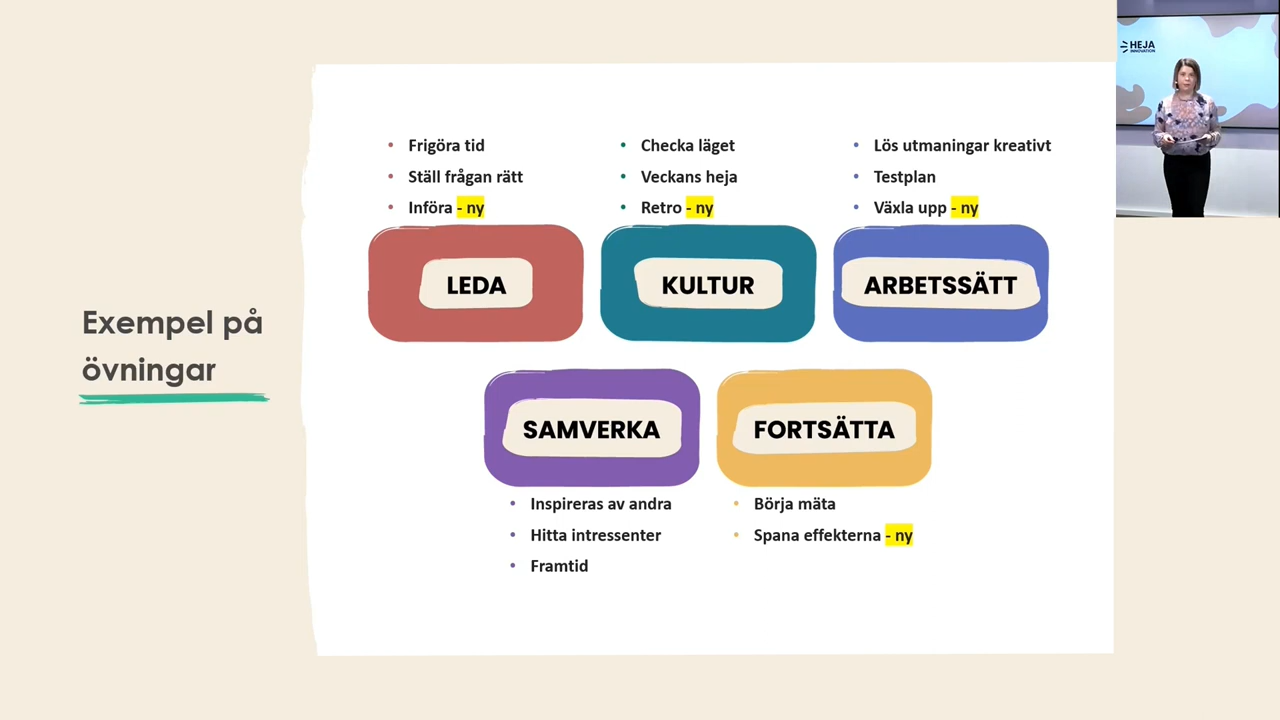 HEJA
INNOVATION
Exempel på
övningar
• Frigöra tid
• Ställ frågan rätt
• Införa - ny
LEDA
• Checka läget
• Veckans heja
• Retro - ny
KULTUR
• Lös utmaningar kreativt
• Testplan
• Växla upp - ny
ARBETSSÄTT
SAMVERKA
• Inspireras av andra
• Hitta intressenter
• Framtid
FORTSÄTTA
• Börja mäta
• Spana effekterna - ny